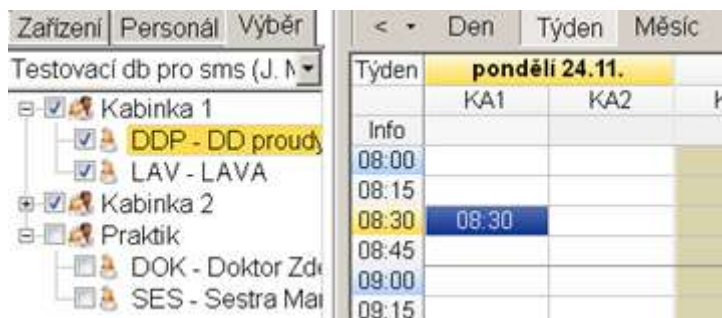 Zařízení Personál Výběr
Testovací db pro sms (J.
Kabinka 1
DDP - DD proudy
LAV - LAVA
Kabinka 2
Praktik
DOK - Doktor
SES - Sestra
< Den Týden Měsíc
Týden pondělí 24.11.
KA1 KA2
Info
08:00
08:15
08:30 08:30
08:45
09:00
09:15